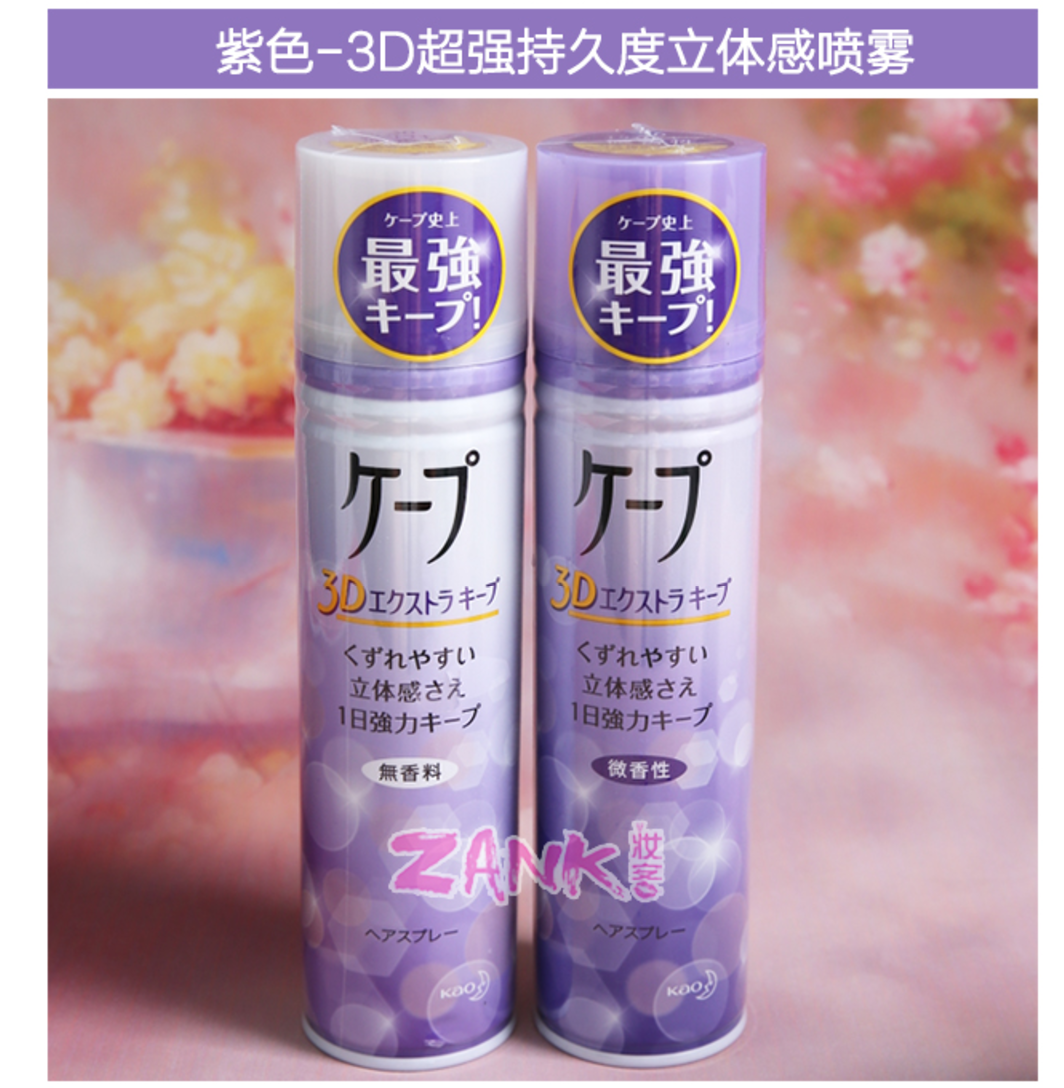 紫色-3D超强持久度立体感喷雾
ケープ史上
最強
キープ!
ケープ
3Dエクストラキープ
くずれやすい
立体感さえ
1日強力キープ
無香料
ヘアスプレー
Kao
ケープ史上
最強
キープ!
ケープ
3Dエクストラキープ
くずれやすい
立体感さえ
1日強力キープ
微香性
ヘアスプレー
Kao
ZANK 妆客